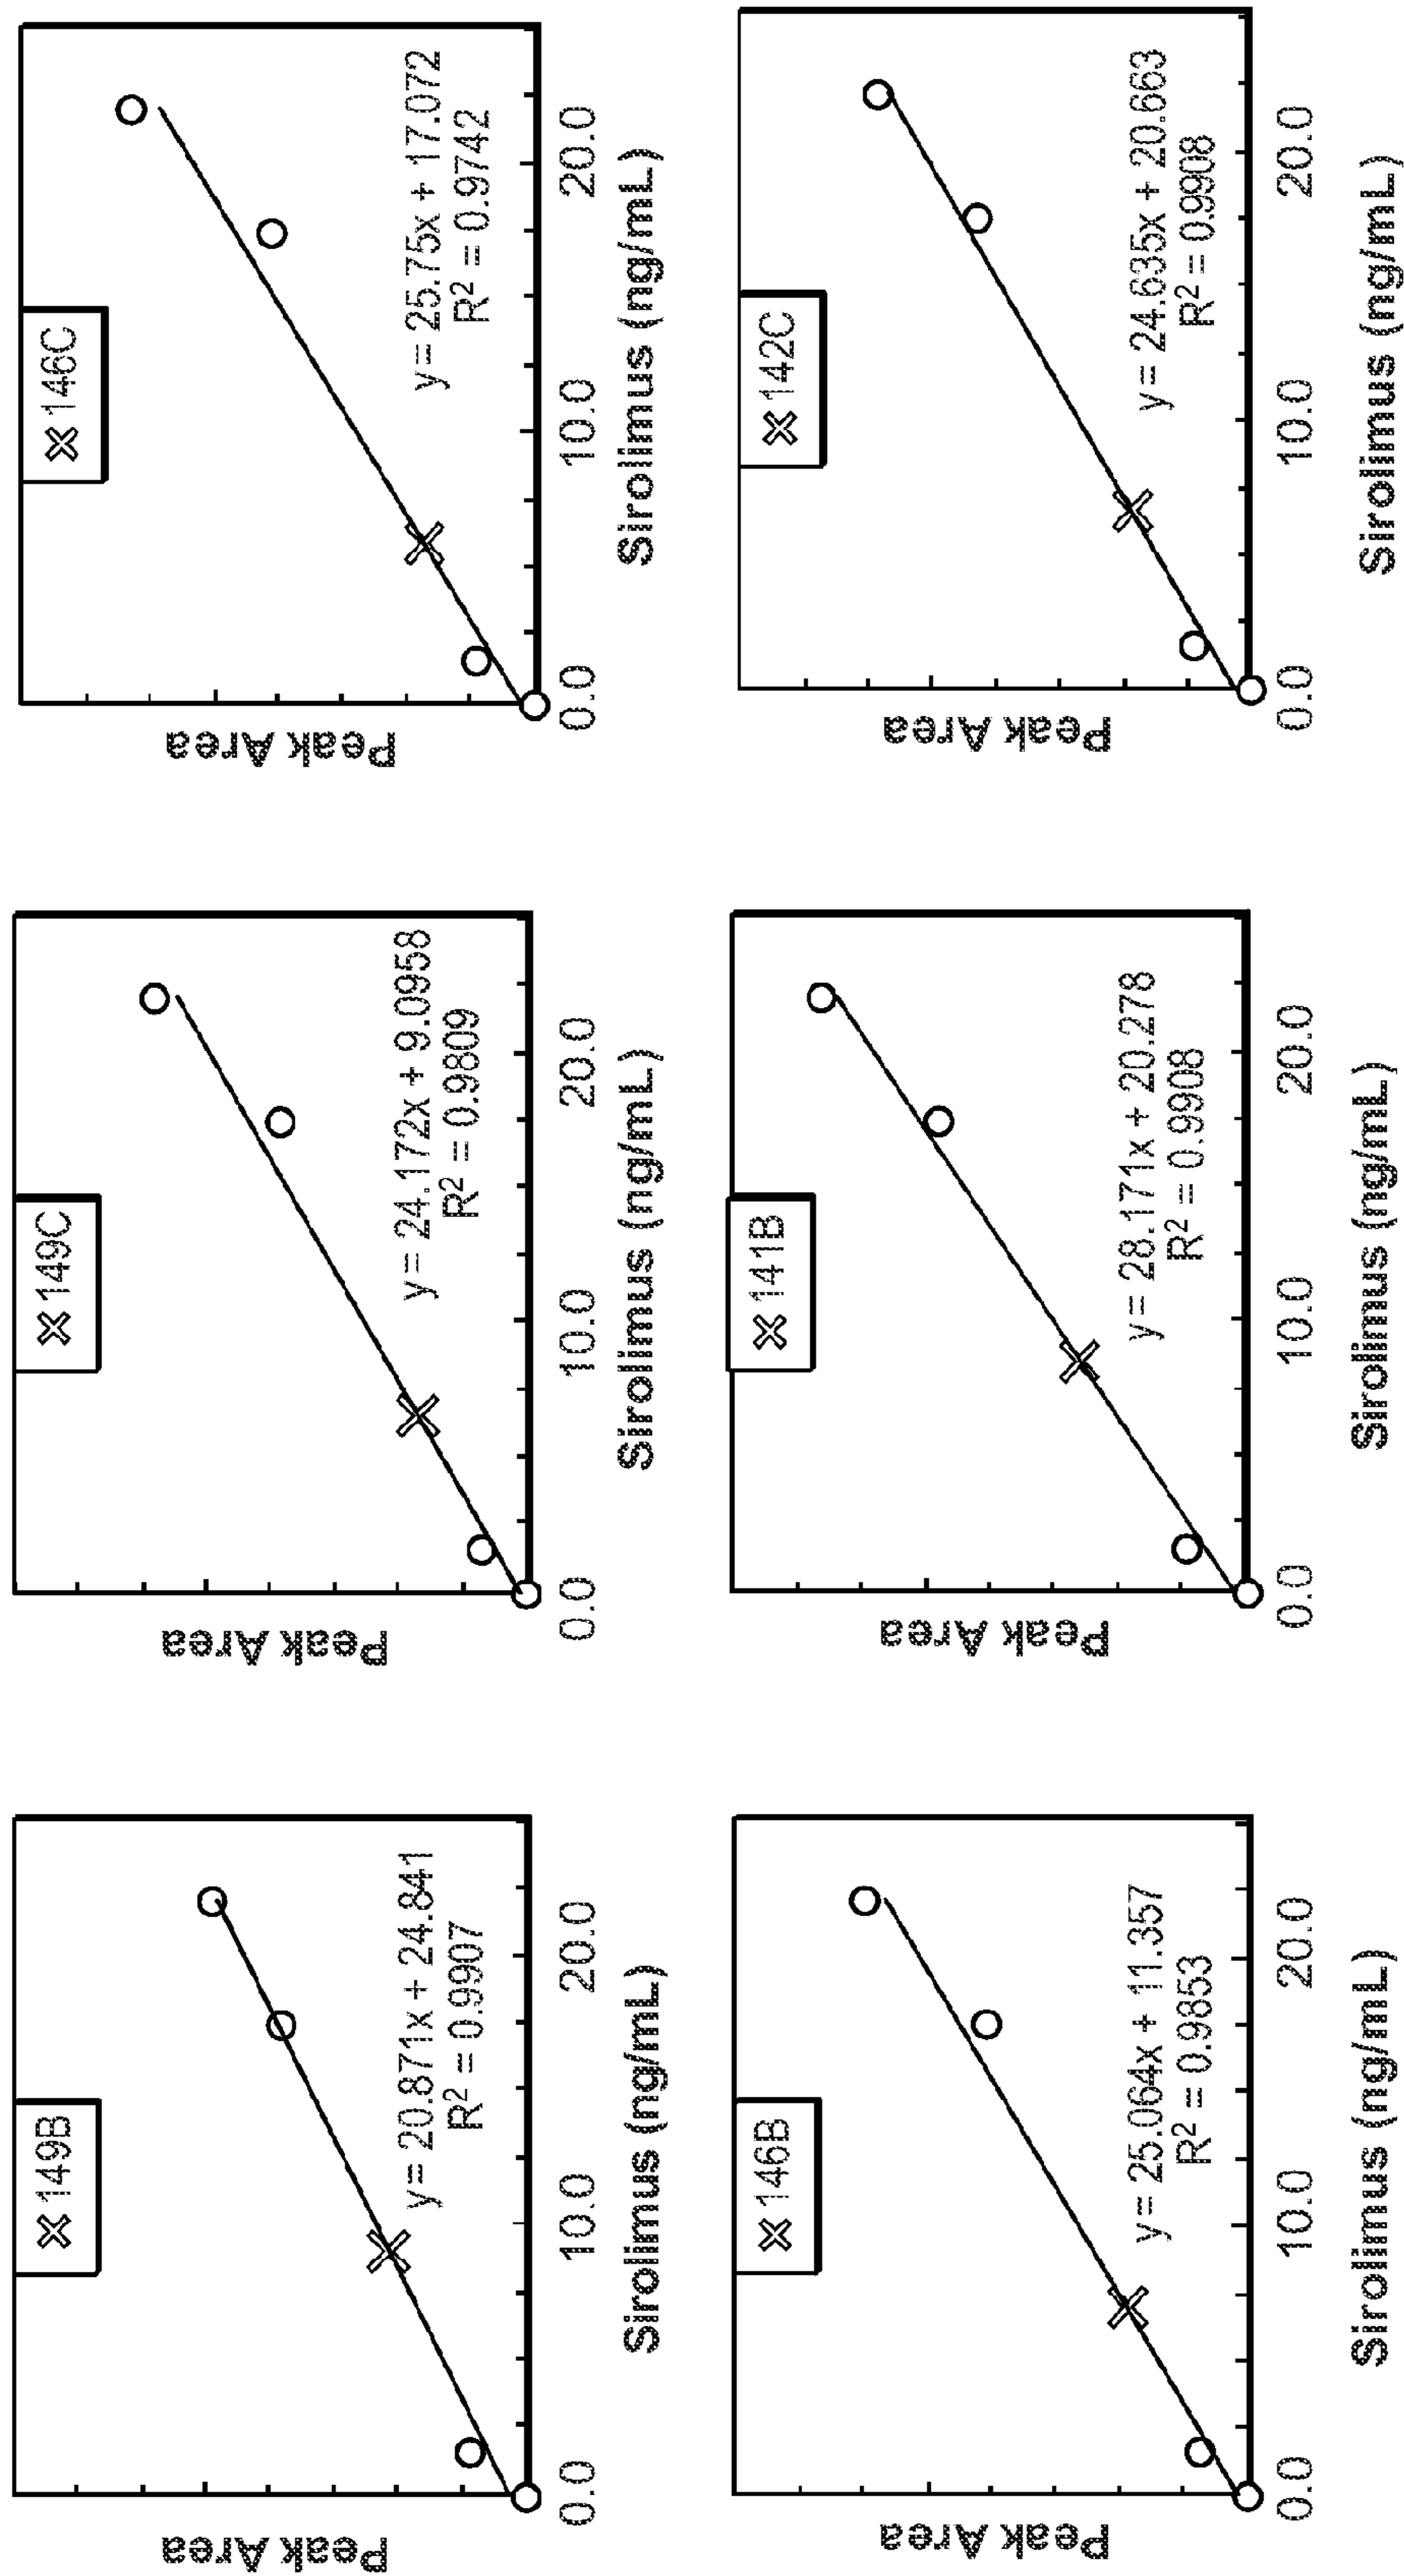 149B
y = 20.871x + 24.841
R² = 0.9907
Peak Area
0.0 10.0 20.0
Sirolimus (ng/mL)
149C
y = 24.172x + 9.0958
R² = 0.9809
Peak Area
0.0 10.0 20.0
Sirolimus (ng/mL)
146C
y = 25.75x + 17.072
R² = 0.9742
Peak Area
0.0 10.0 20.0
Sirolimus (ng/mL)
146B
y = 25.064x + 11.357
R² = 0.9853
Peak Area
0.0 10.0 20.0
Sirolimus (ng/mL)
141B
y = 28.171x + 20.278
R² = 0.9908
Peak Area
0.0 10.0 20.0
Sirolimus (ng/mL)
142C
y = 24.635x + 20.663
R² = 0.9908
Peak Area
0.0 10.0 20.0
Sirolimus (ng/mL)